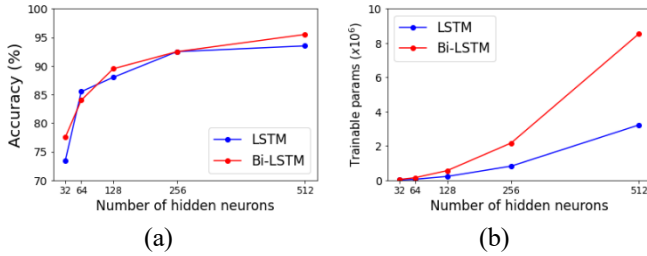 100
95
90
85
80
75
70
Accuracy (%)
LSTM
Bi-LSTM
32 64 128 256 512
Number of hidden neurons
(a)
10
8
6
4
2
0
Trainable params (x10⁶)
LSTM
Bi-LSTM
32 64 128 256 512
Number of hidden neurons
(b)